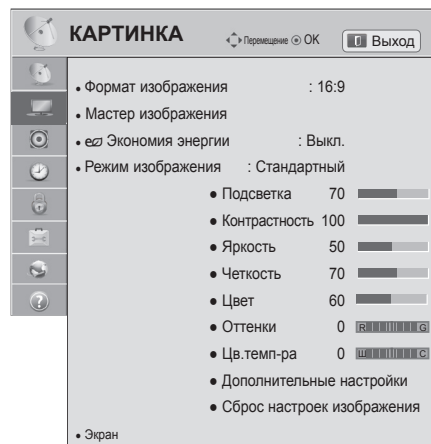 КАРТИНКА Перемещение OK Выход
• Формат изображения : 16:9
• Мастер изображения
• Экономия энергии : Выкл.
• Режим изображения : Стандартный
● Подсветка 70
● Контрастность 100
● Яркость 50
● Четкость 70
● Цвет 60
● Оттенки 0 R G
● Цв.темп-ра 0 Ш С
● Дополнительные настройки
● Сброс настроек изображения
• Экран